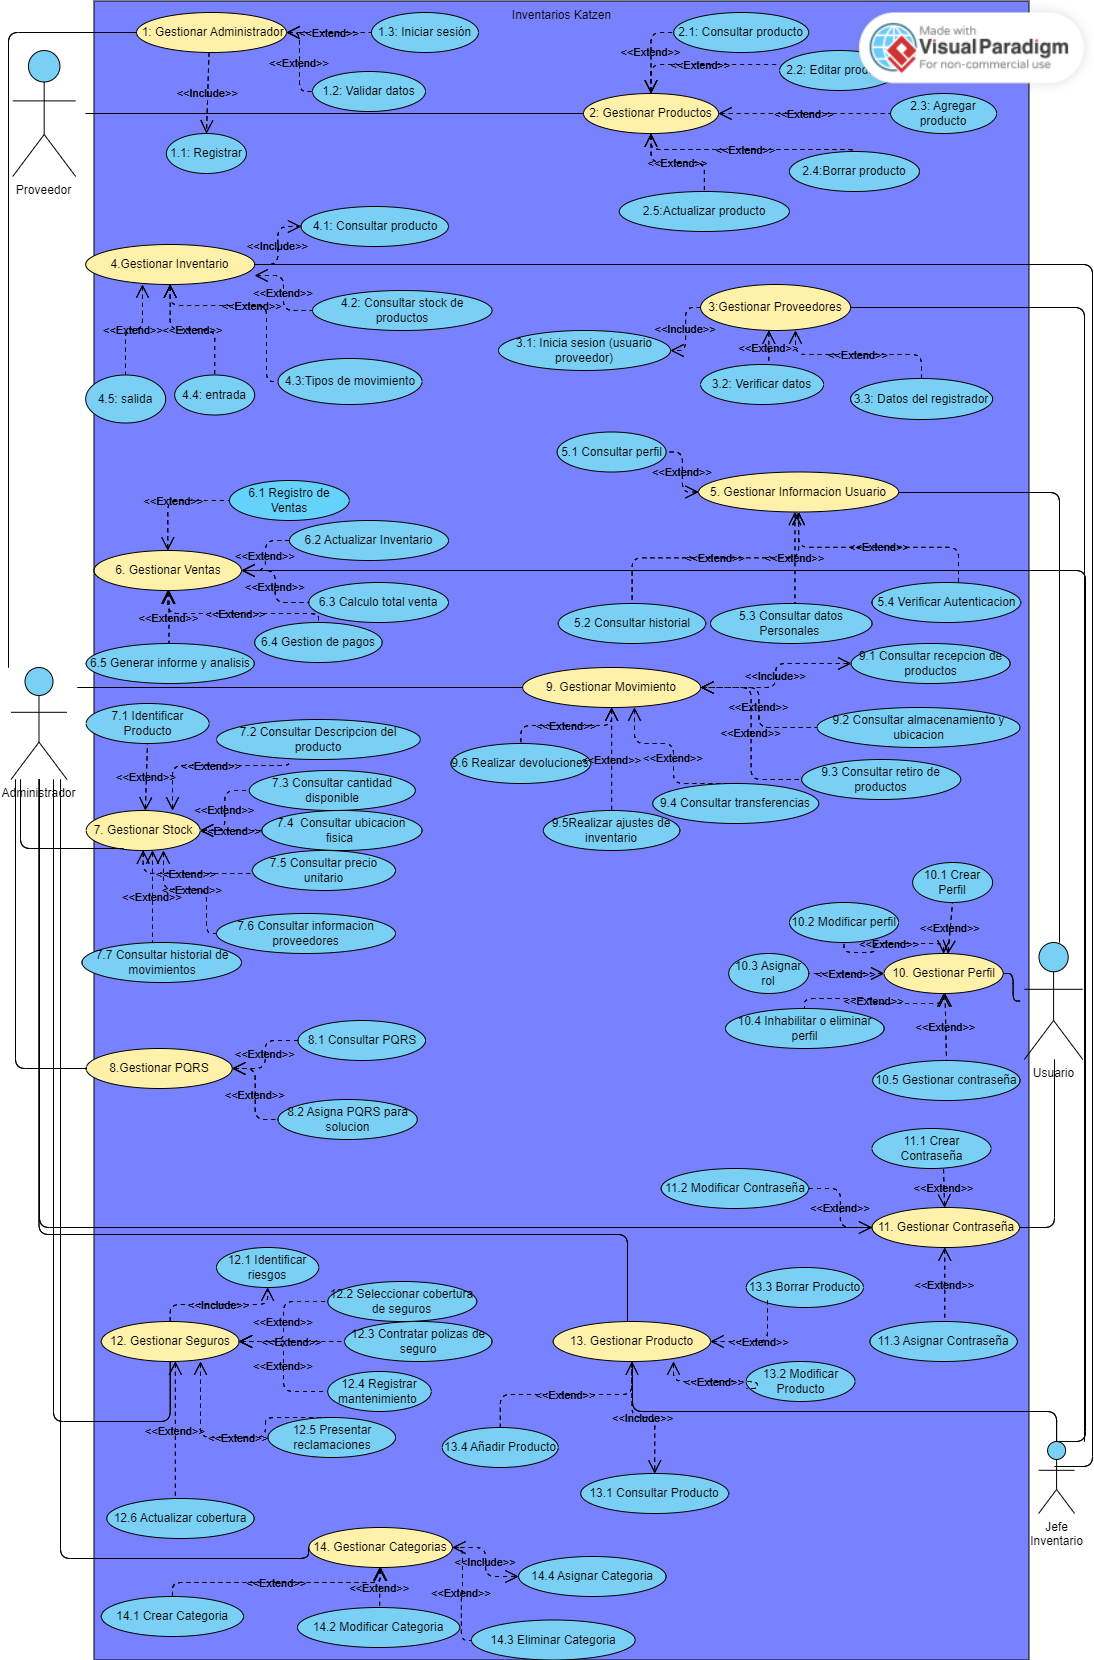 Inventarios Katzen
Made with
VisualParadigm
For non-commercial use
1: Gestionar Administrador
<<Extend>>
1.3: Iniciar sesión
<<Extend>>
1.2: Validar datos
<<Include>>
1.1: Registrar
Proveedor
2.1: Consultar producto
<<Extend>>
<<Extend>>
2.2: Editar prod
2: Gestionar Productos
<<Extend>>
2.3: Agregar
producto
<<Extend>>
<<Extend>>
2.4:Borrar producto
2.5:Actualizar producto
4.1: Consultar producto
<<Include>>
4.Gestionar Inventario
<<Extend>>
<<Extend>>
4.2: Consultar stock de
productos
<<Extend>>
<<Extend>>
4.3:Tipos de movimiento
4.4: entrada
4.5: salida
3:Gestionar Proveedores
<<Include>>
3.1: Inicia sesion (usuario
proveedor)
<<Extend>>
<<Extend>>
3.2: Verificar datos
3.3: Datos del registrador
5.1 Consultar perfil
<<Extend>>
5. Gestionar Informacion Usuario
<<Extend>>
<<Extend>>
<<Extend>>
5.4 Verificar Autenticacion
5.2 Consultar historial
5.3 Consultar datos
Personales
<<Extend>>
6.1 Registro de
Ventas
6.2 Actualizar Inventario
<<Extend>>
6. Gestionar Ventas
<<Extend>>
6.3 Calculo total venta
<<Extend>>
<<Extend>>
6.4 Gestion de pagos
6.5 Generar informe y analisis
9. Gestionar Movimiento
<<Include>>
9.1 Consultar recepcion de
productos
<<Extend>>
9.2 Consultar almacenamiento y
ubicacion
<<Extend>>
<<Extend>>
<<Extend>>
9.6 Realizar devoluciones
9.3 Consultar retiro de
productos
<<Extend>>
9.4 Consultar transferencias
9.5Realizar ajustes de
inventario
Administrador
7.1 Identificar
Producto
7.2 Consultar Descripcion del
producto
<<Extend>>
<<Extend>>
7.3 Consultar cantidad
disponible
<<Extend>>
7. Gestionar Stock
<<Extend>>
7.4 Consultar ubicacion
fisica
7.5 Consultar precio
unitario
<<Extend>>
<<Extend>>
<<Extend>>
7.6 Consultar informacion
proveedores
7.7 Consultar historial de
movimientos
10.1 Crear
Perfil
10.2 Modificar perfil
<<Extend>>
<<Extend>>
10.3 Asignar
rol
<<Extend>>
10. Gestionar Perfil
<<Extend>>
10.4 Inhabilitar o eliminar
perfil
<<Extend>>
10.5 Gestionar contraseña
Usuario
8.1 Consultar PQRS
<<Extend>>
8.Gestionar PQRS
<<Extend>>
8.2 Asigna PQRS para
solucion
11.1 Crear
Contraseña
11.2 Modificar Contraseña
<<Extend>>
<<Extend>>
11. Gestionar Contraseña
<<Extend>>
11.3 Asignar Contraseña
12.1 Identificar
riesgos
<<Include>>
12.2 Seleccionar cobertura
de seguros
<<Extend>>
12. Gestionar Seguros
<<Extend>>
12.3 Contratar polizas de
seguro
<<Extend>>
12.4 Registrar
mantenimiento
<<Extend>>
<<Extend>>
12.5 Presentar
reclamaciones
12.6 Actualizar cobertura
13.3 Borrar Producto
13. Gestionar Producto
<<Extend>>
<<Extend>>
13.2 Modificar
Producto
<<Extend>>
<<Include>>
13.4 Añadir Producto
13.1 Consultar Producto
Jefe
Inventario
14. Gestionar Categorias
<<Include>>
14.4 Asignar Categoria
<<Extend>>
<<Extend>>
<<Extend>>
14.1 Crear Categoria
14.2 Modificar Categoria
14.3 Eliminar Categoria